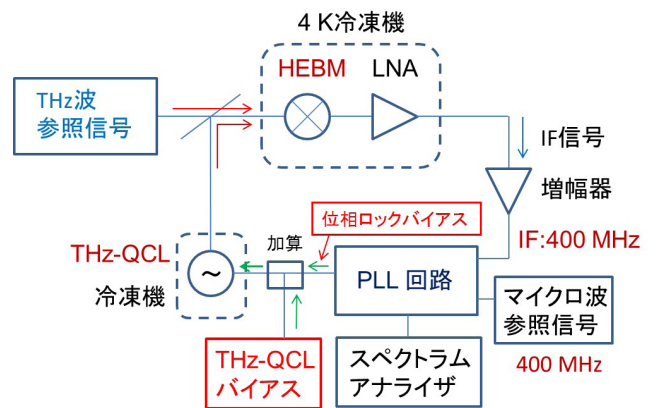 4 K冷凍機
HEBM
LNA
THz波
参照信号
IF信号
増幅器
IF:400 MHz
位相ロックバイアス
加算
THz-QCL
冷凍機
~
PLL 回路
マイクロ波
参照信号
400 MHz
THz-QCL
バイアス
スペクトラム
アナライザ